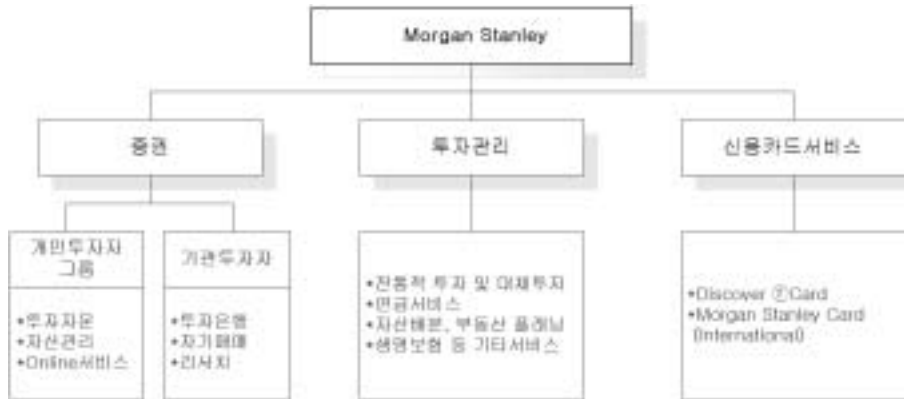 Morgan Stanley
증권
투자관리
신용카드서비스
개인투자자
그룹
•투자자문
•자산관리
•Online서비스
기관투자자
•투자은행
•자기매매
•리서치
•전통적 투자 및 대체투자
•연금서비스
•자산배분, 부동산 플래닝
•생명보험 등 기타서비스
•Discover Card
•Morgan Stanley Card
(International)